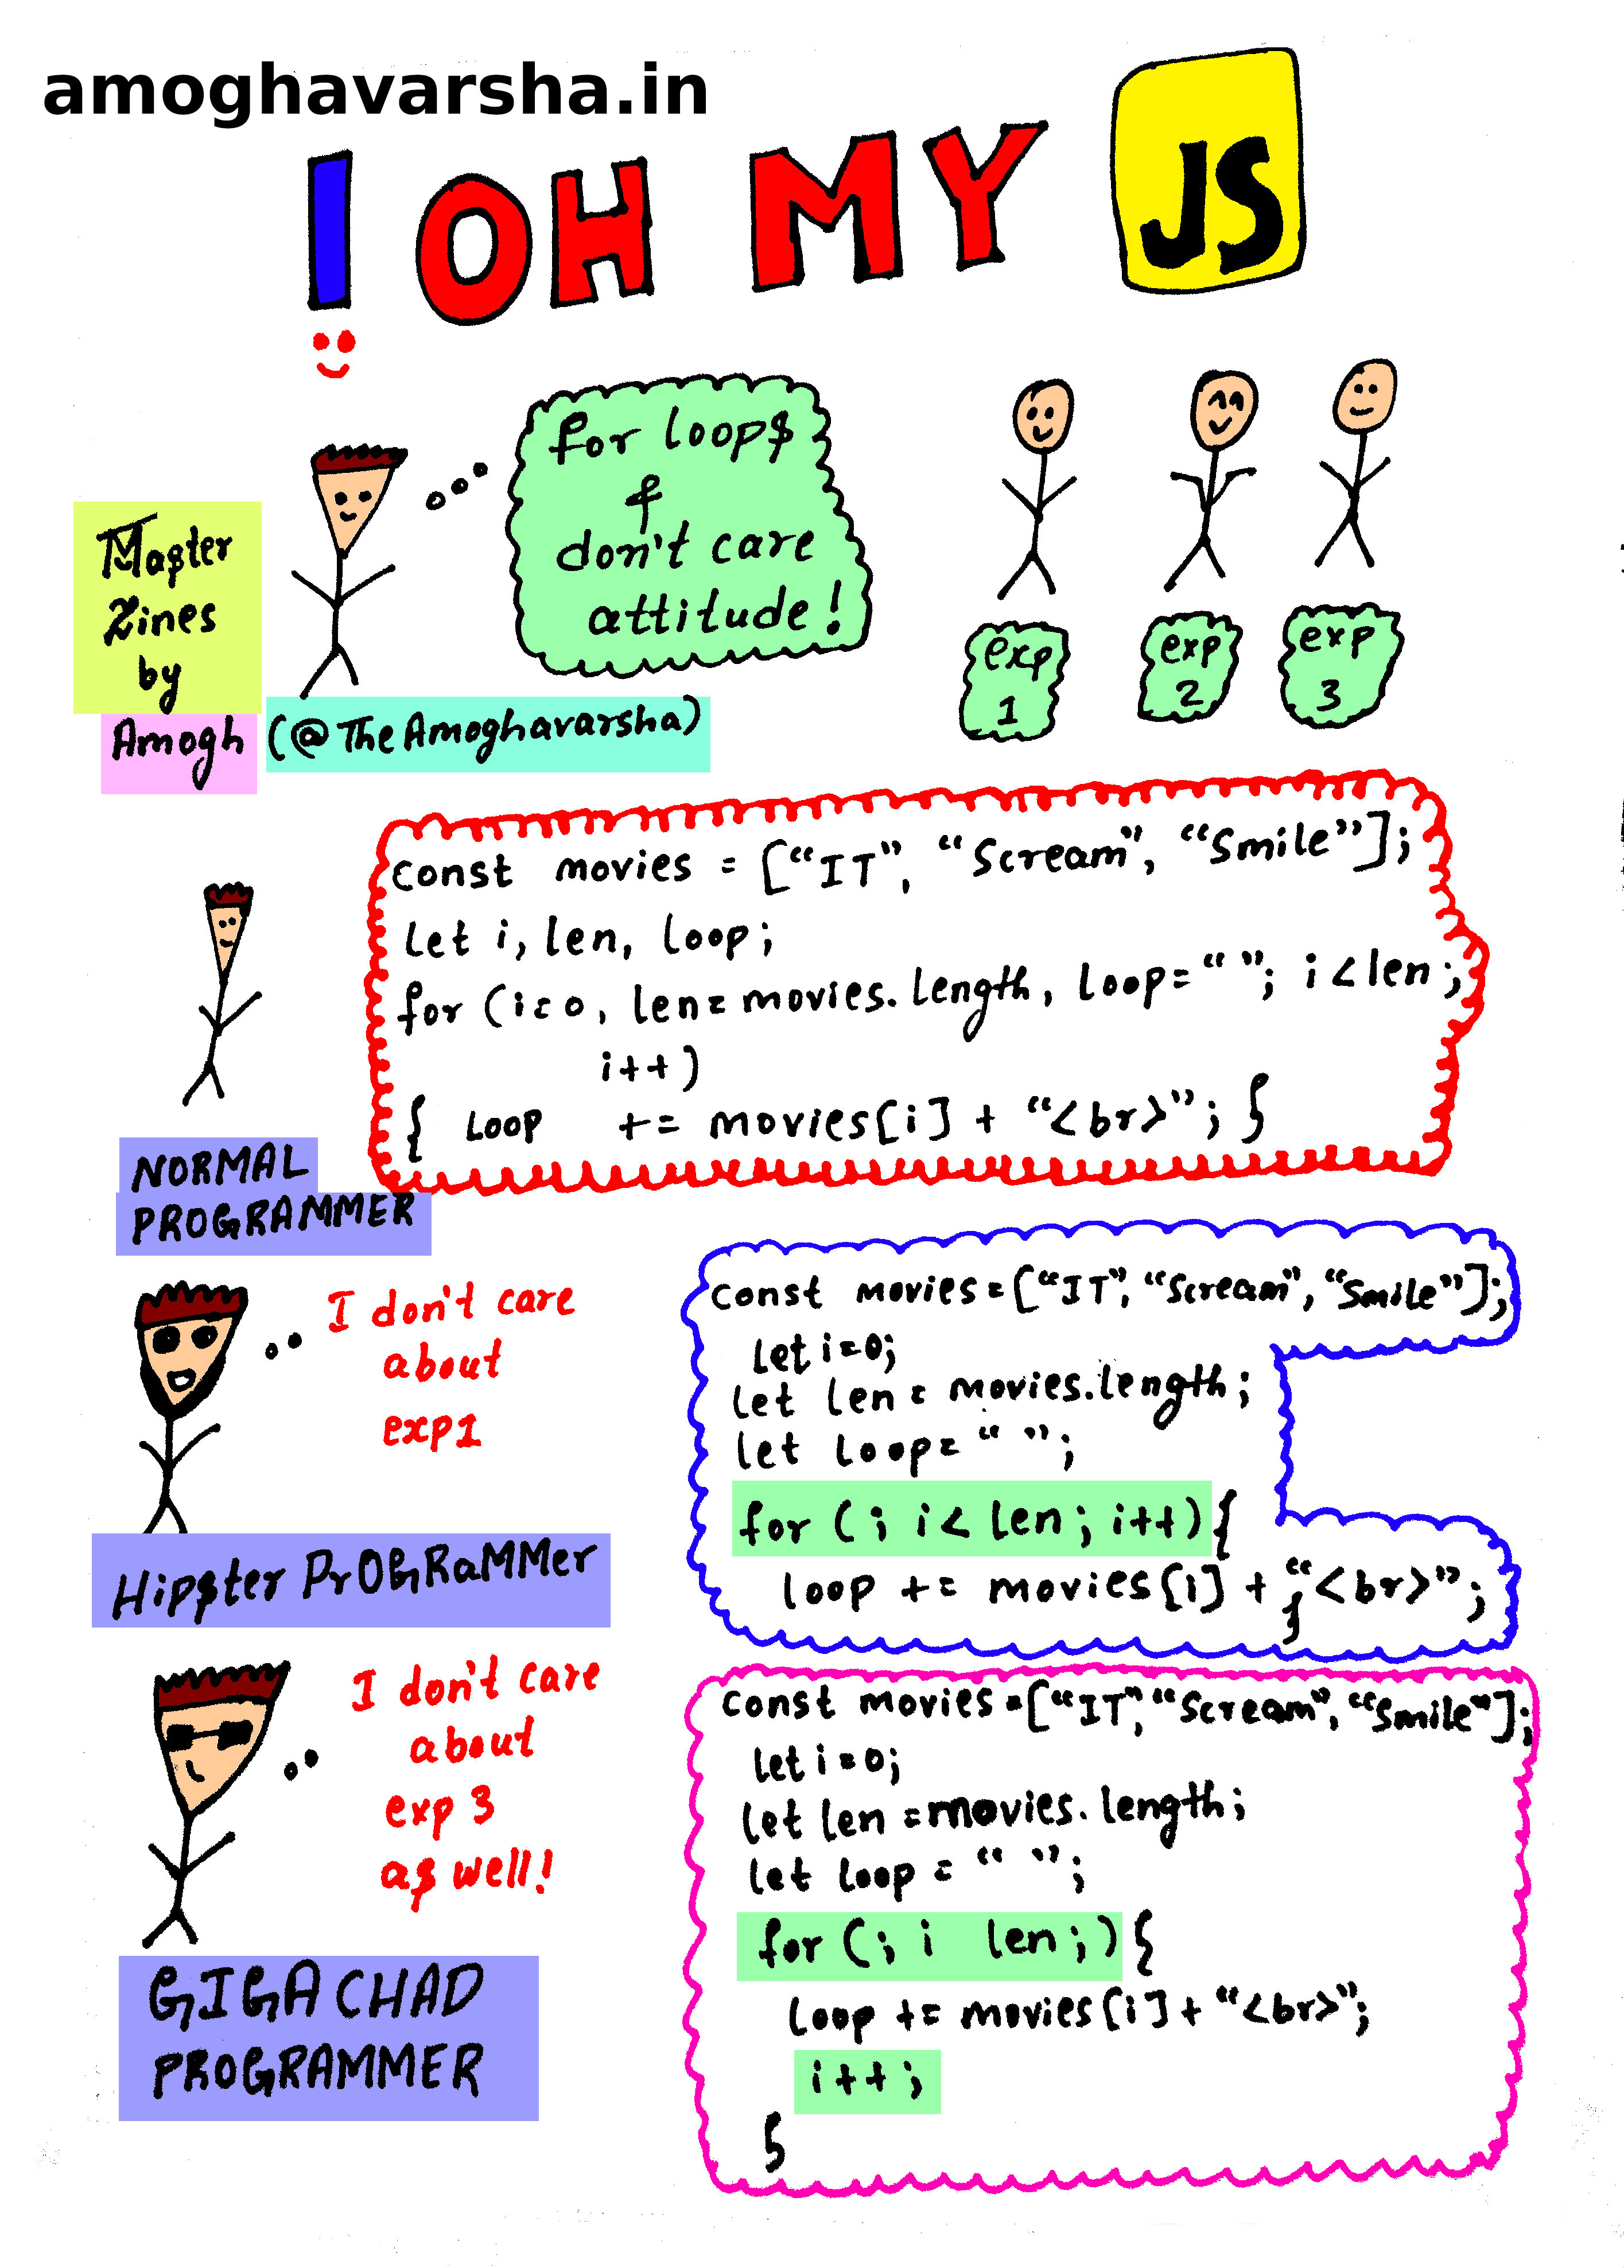 amoghavarsha.in
I OH MY JS
for loops
&
don't care
attitude!
exp
1
exp
2
exp
3
Master
Zines
by
Amogh (@TheAmoghavarsha)
const movies = ["IT", "Scream", "Smile"];
let i, len, loop;
for (i=0, len=movies.length, loop=" "; i<len;
i++)
{ loop += movies[i] + "<br>"; }
NORMAL
PROGRAMMER
I don't care
about
exp1
Hipster PrOGRaMMer
const movies=["IT", "Scream", "Smile"];
let i=0;
let len = movies.length;
let loop=" ";
for (; i< len; i++){
loop += movies[i] + "<br>";
}
I don't care
about
exp 3
as well!
GIGACHAD
PROGRAMMER
const movies=["IT", "Scream", "Smile"];
let i=0;
let len =movies.length;
let loop = " ";
for (; i len;){
loop += movies[i] + "<br>";
i++;
}